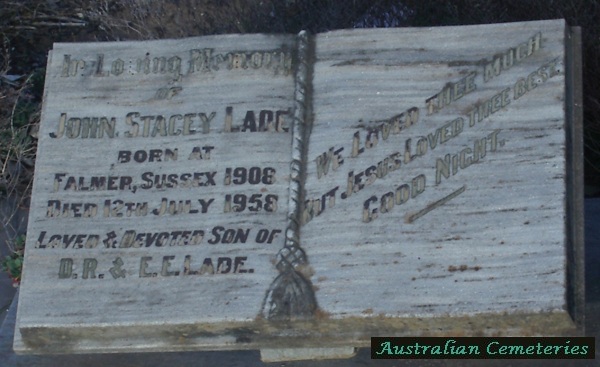 In Loving Memory
OF
JOHN. STACEY LADE
BORN AT
FALMER, SUSSEX 1908
DIED 12TH JULY 1958
LOVED & DEVOTED SON OF
D.R. & E.E. LADE.
WE LOVED THEE MUCH.
BUT JESUS LOVED THEE BEST.
GOOD NIGHT.
Australian Cemeteries